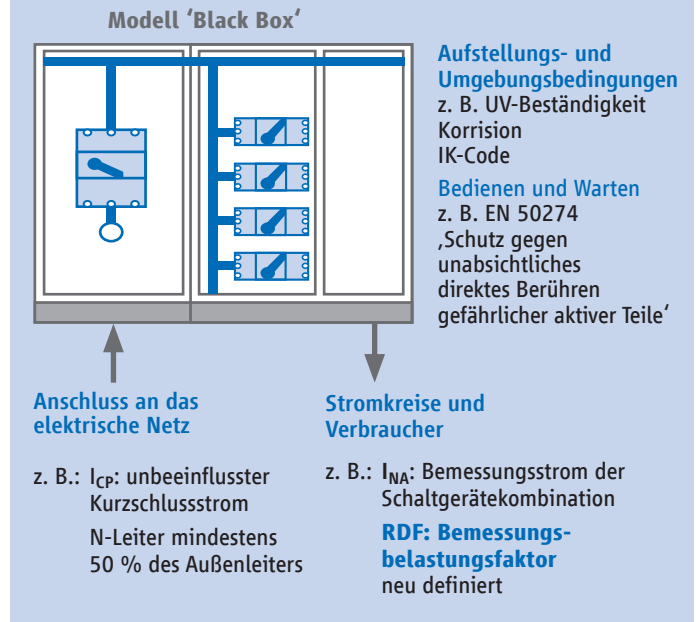 Modell ‘Black Box‘
Aufstellungs- und
Umgebungsbedingungen
z. B. UV-Beständigkeit
Korrision
IK-Code
Bedienen und Warten
z. B. EN 50274
‚Schutz gegen
unabsichtliches
direktes Berühren
gefährlicher aktiver Teile‘
Anschluss an das
elektrische Netz
z. B.: I_CP: unbeeinflusster
Kurzschlussstrom
N-Leiter mindestens
50 % des Außenleiters
Stromkreise und
Verbraucher
z. B.: I_NA: Bemessungsstrom der
Schaltgerätekombination
RDF: Bemessungs-
belastungsfaktor
neu definiert